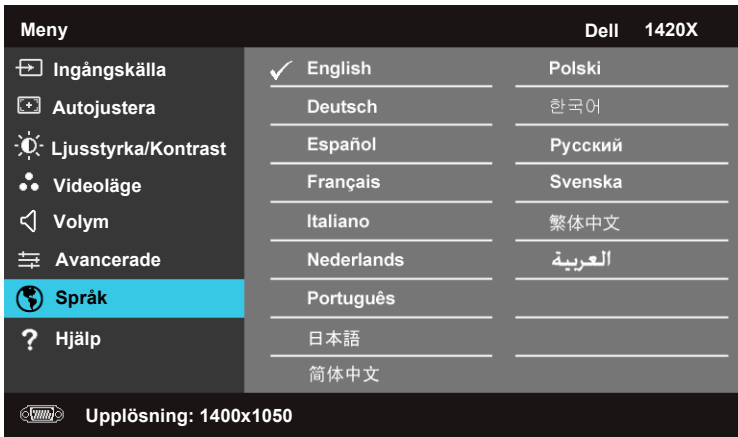 Meny Dell 1420X
Ingångskälla
Autojustera
Ljusstyrka/Kontrast
Videoläge
Volym
Avancerade
Språk
Hjälp
English
Deutsch
Español
Français
Italiano
Nederlands
Português
日本語
简体中文
Polski
한국어
Русский
Svenska
繁体中文
العربية
Upplösning: 1400x1050